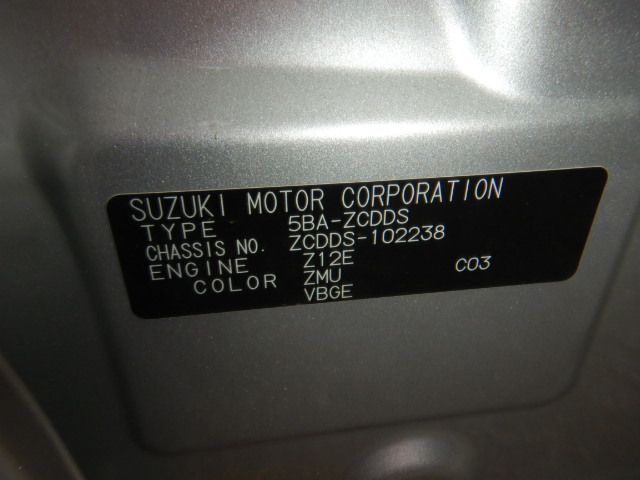 SUZUKI MOTOR CORPORATION
TYPE 5BA-ZCDDS
CHASSIS NO. ZCDDS-102238
ENGINE Z12E
COLOR ZMU C03
VBGE